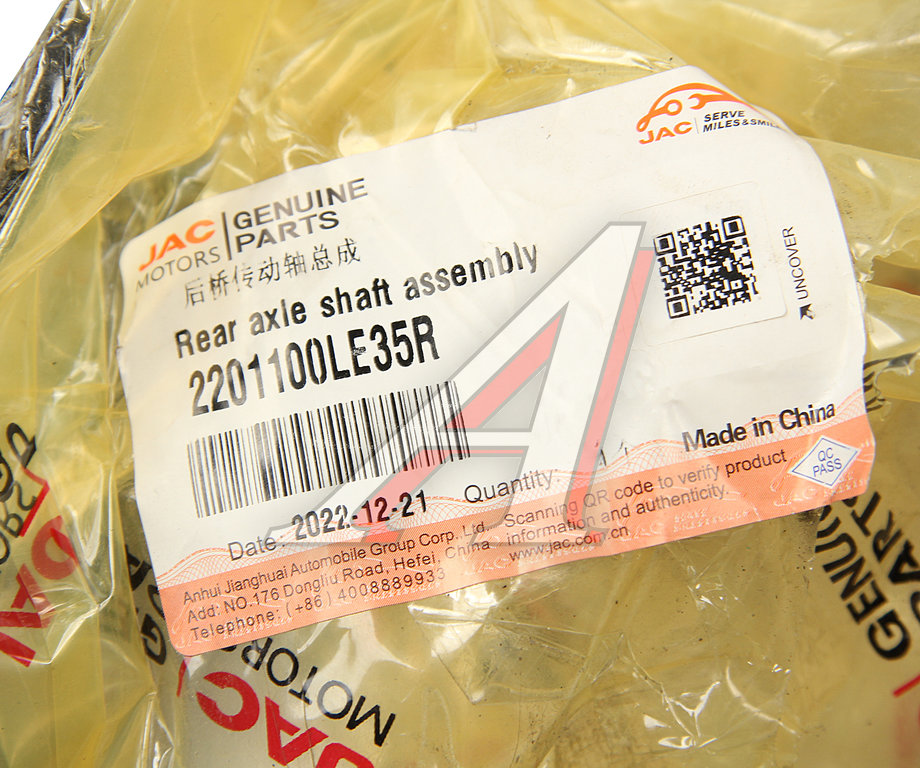 JAC
MOTORS
GENUINE
PARTS
JAC
SERVE
MILES & SMILE
后桥传动轴总成
Rear axle shaft assembly
2201100LE35R
UNCOVER
Made in China
QC
PASS
Date: 2022-12-21
Quantity:
Anhui Jianghuai Automobile Group Corp. Ltd.
Add: NO.176 Dongliu Road, Hefei, China
Telephone: (+86) 4008889933
Scanning QR code to verify product
information and authenticity.
www.jac.com.cn
JAC
MOTORS
GENUINE
PARTS
JAC